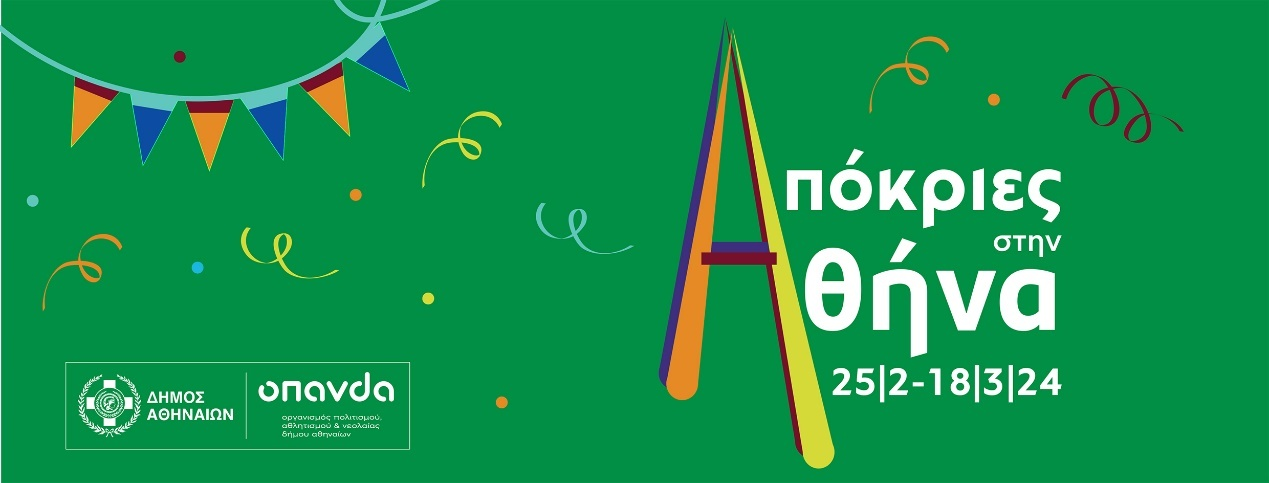 Απόκριες
στην
Αθήνα
25|2-18|3|24
ΔΗΜΟΣ
ΑΘΗΝΑΙΩΝ
οπανδα
οργανισμός πολιτισμού,
αθλητισμού & νεολαίας
δήμου αθηναίων